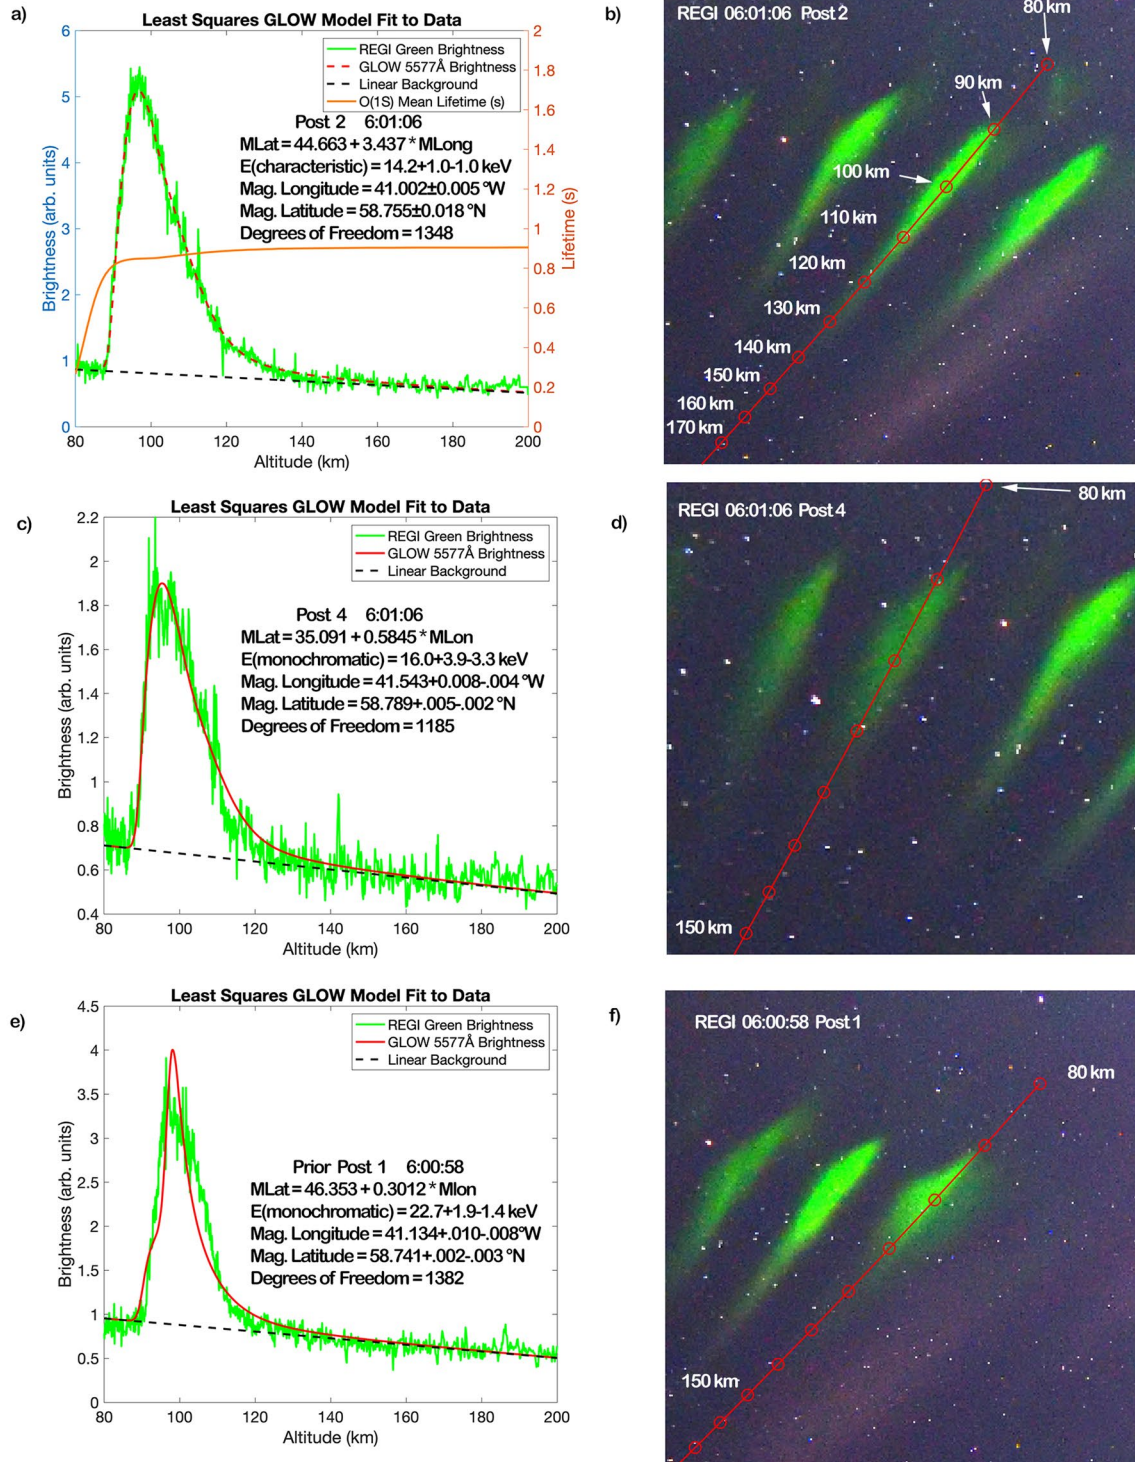 a)
Least Squares GLOW Model Fit to Data
REGI Green Brightness
GLOW 5577Å Brightness
Linear Background
O(1S) Mean Lifetime (s)
Post 2 6:01:06
MLat = 44.663 + 3.437 * MLong
E(characteristic) = 14.2+1.0-1.0 keV
Mag. Longitude = 41.002±0.005 °W
Mag. Latitude = 58.755±0.018 °N
Degrees of Freedom = 1348
Brightness (arb. units)
0
1
2
3
4
5
6
Lifetime (s)
0
0.2
0.4
0.6
0.8
1
1.2
1.4
1.6
1.8
2
80
100
120
140
160
180
200
Altitude (km)
b)
REGI 06:01:06 Post 2
80 km
90 km
100 km
110 km
120 km
130 km
140 km
150 km
160 km
170 km
c)
Least Squares GLOW Model Fit to Data
REGI Green Brightness
GLOW 5577Å Brightness
Linear Background
Post 4 6:01:06
MLat = 35.091 + 0.5845 * MLon
E(monochromatic) = 16.0+3.9-3.3 keV
Mag. Longitude = 41.543+0.008-.004 °W
Mag. Latitude = 58.789+.005-.002 °N
Degrees of Freedom = 1185
Brightness (arb. units)
0.4
0.6
0.8
1
1.2
1.4
1.6
1.8
2
2.2
80
100
120
140
160
180
200
Altitude (km)
d)
REGI 06:01:06 Post 4
80 km
150 km
e)
Least Squares GLOW Model Fit to Data
REGI Green Brightness
GLOW 5577Å Brightness
Linear Background
Prior Post 1 6:00:58
MLat = 46.353 + 0.3012 * Mlon
E(monochromatic) = 22.7+1.9-1.4 keV
Mag. Longitude = 41.134+.010-.008°W
Mag. Latitude = 58.741+.002-.003 °N
Degrees of Freedom = 1382
Brightness (arb. units)
0
0.5
1
1.5
2
2.5
3
3.5
4
4.5
80
100
120
140
160
180
200
Altitude (km)
f)
REGI 06:00:58 Post 1
80 km
150 km